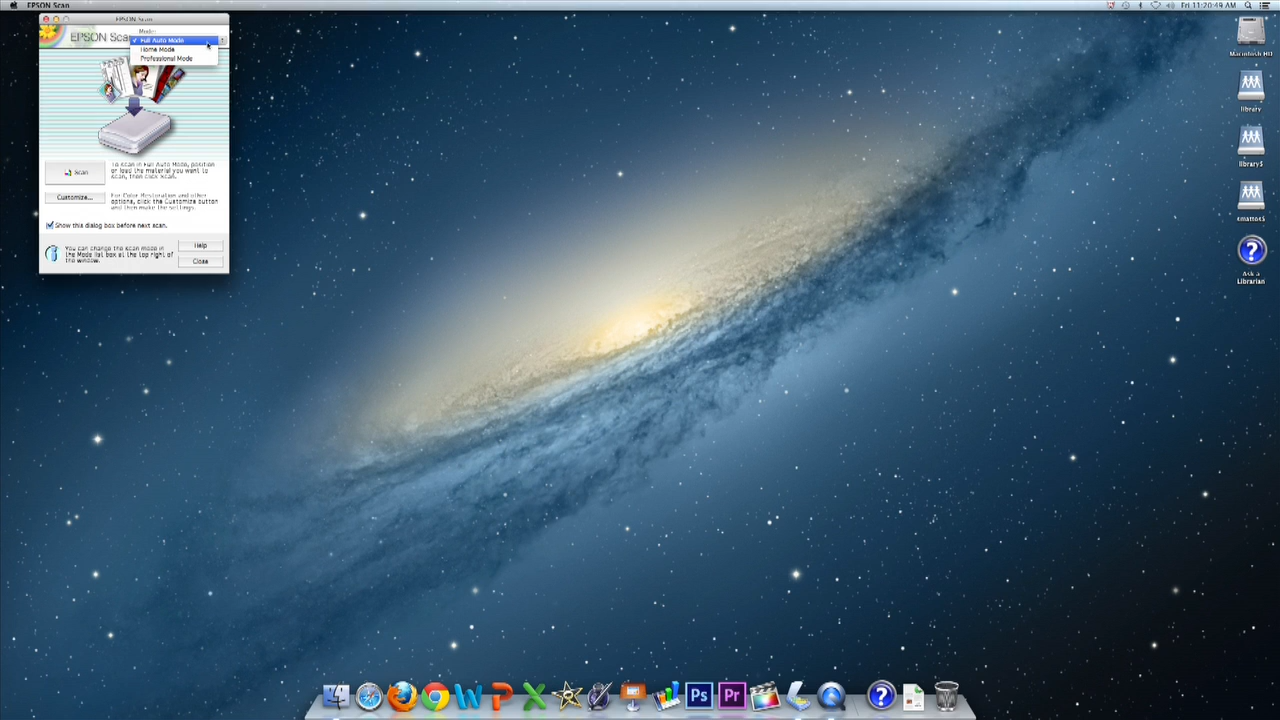 EPSON Scan
Fri 11:20:49 AM
EPSON Scan
Mode:
EPSON Sca
✓ Full Auto Mode
Home Mode
Professional Mode
Scan
To scan in Full Auto Mode, position
or load the material you want to
scan, then click Scan.
Customize...
For Color Restoration and other
options, click the Customize button
and then make the settings.
Show this dialog box before next scan.
You can change the scan mode in
the Mode list box at the top right of
the window.
Help
Close
Macintosh HD
library
library$
smattos$
Ask a
Librarian
Ps
Pr